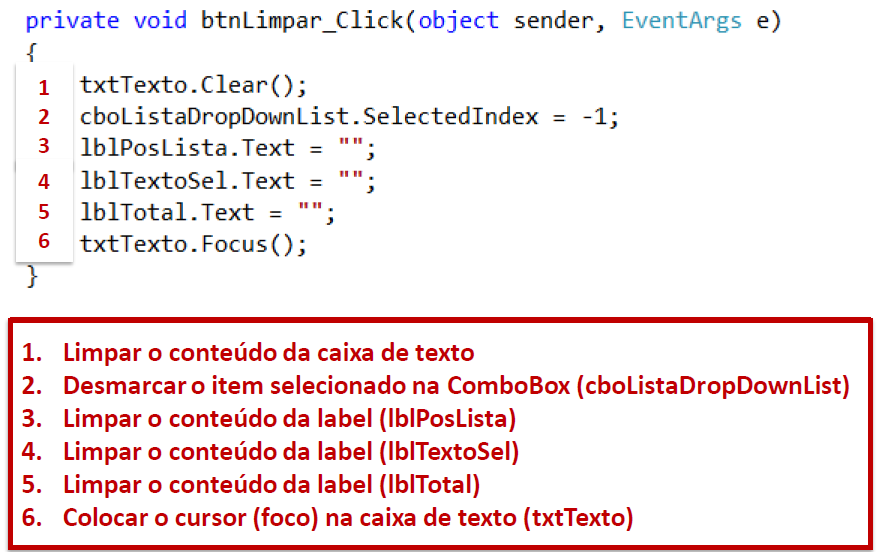 private void btnLimpar_Click(object sender, EventArgs e)
{
1 txtTexto.Clear();
2 cboListaDropDownList.SelectedIndex = -1;
3 lblPosLista.Text = "";
4 lblTextoSel.Text = "";
5 lblTotal.Text = "";
6 txtTexto.Focus();
}
1. Limpar o conteúdo da caixa de texto
2. Desmarcar o item selecionado na ComboBox (cboListaDropDownList)
3. Limpar o conteúdo da label (lblPosLista)
4. Limpar o conteúdo da label (lblTextoSel)
5. Limpar o conteúdo da label (lblTotal)
6. Colocar o cursor (foco) na caixa de texto (txtTexto)